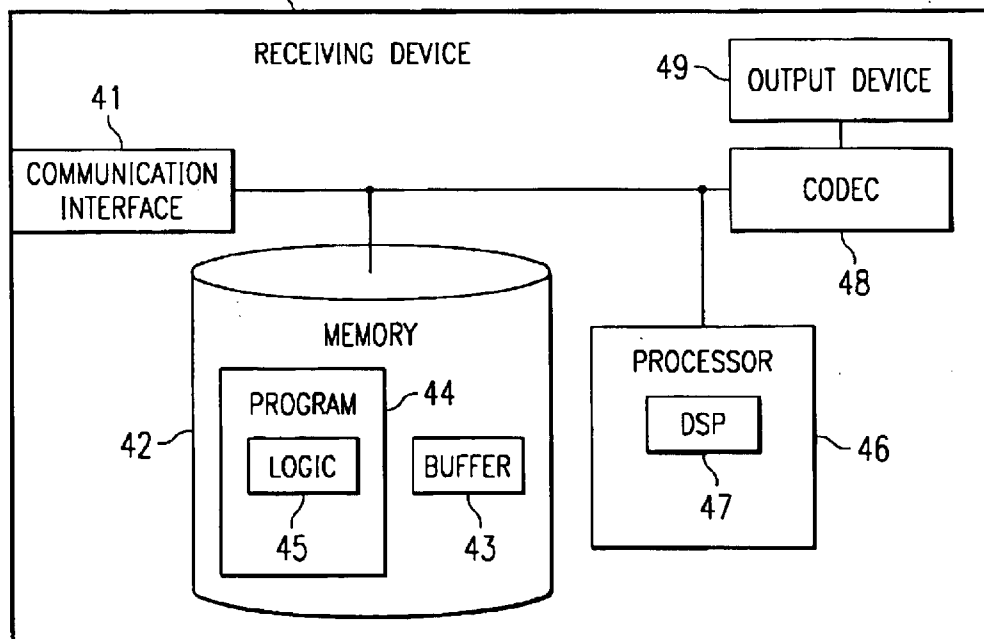 RECEIVING DEVICE
49
OUTPUT DEVICE
41
COMMUNICATION
INTERFACE
CODEC
48
MEMORY
PROCESSOR
PROGRAM
44
DSP
42
LOGIC
BUFFER
46
47
45
43